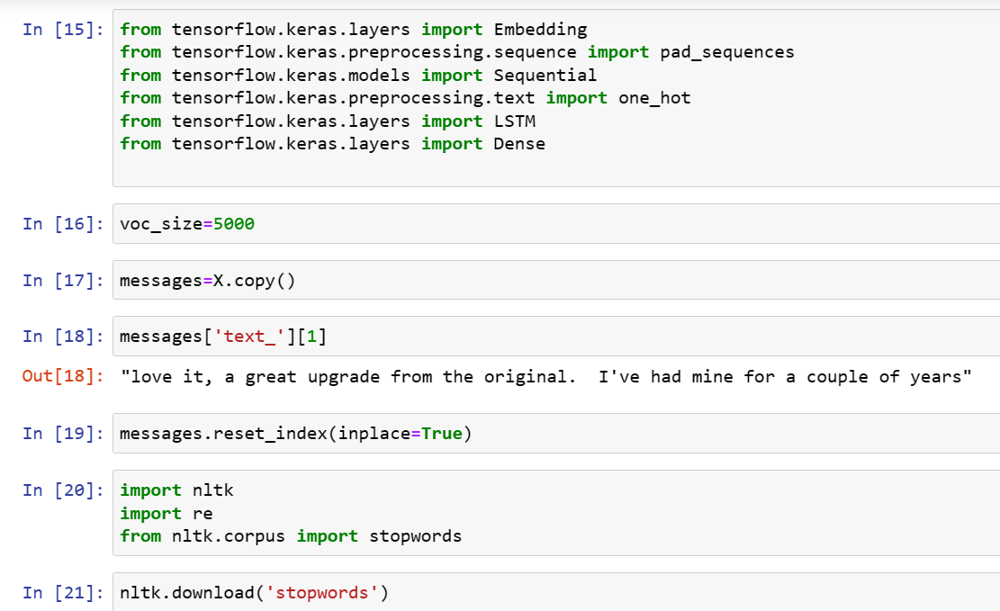 In [15]: from tensorflow.keras.layers import Embedding
from tensorflow.keras.preprocessing.sequence import pad_sequences
from tensorflow.keras.models import Sequential
from tensorflow.keras.preprocessing.text import one_hot
from tensorflow.keras.layers import LSTM
from tensorflow.keras.layers import Dense
In [16]: voc_size=5000
In [17]: messages=X.copy()
In [18]: messages['text_'][1]
Out[18]: "love it, a great upgrade from the original.  I've had mine for a couple of years"
In [19]: messages.reset_index(inplace=True)
In [20]: import nltk
import re
from nltk.corpus import stopwords
In [21]: nltk.download('stopwords')